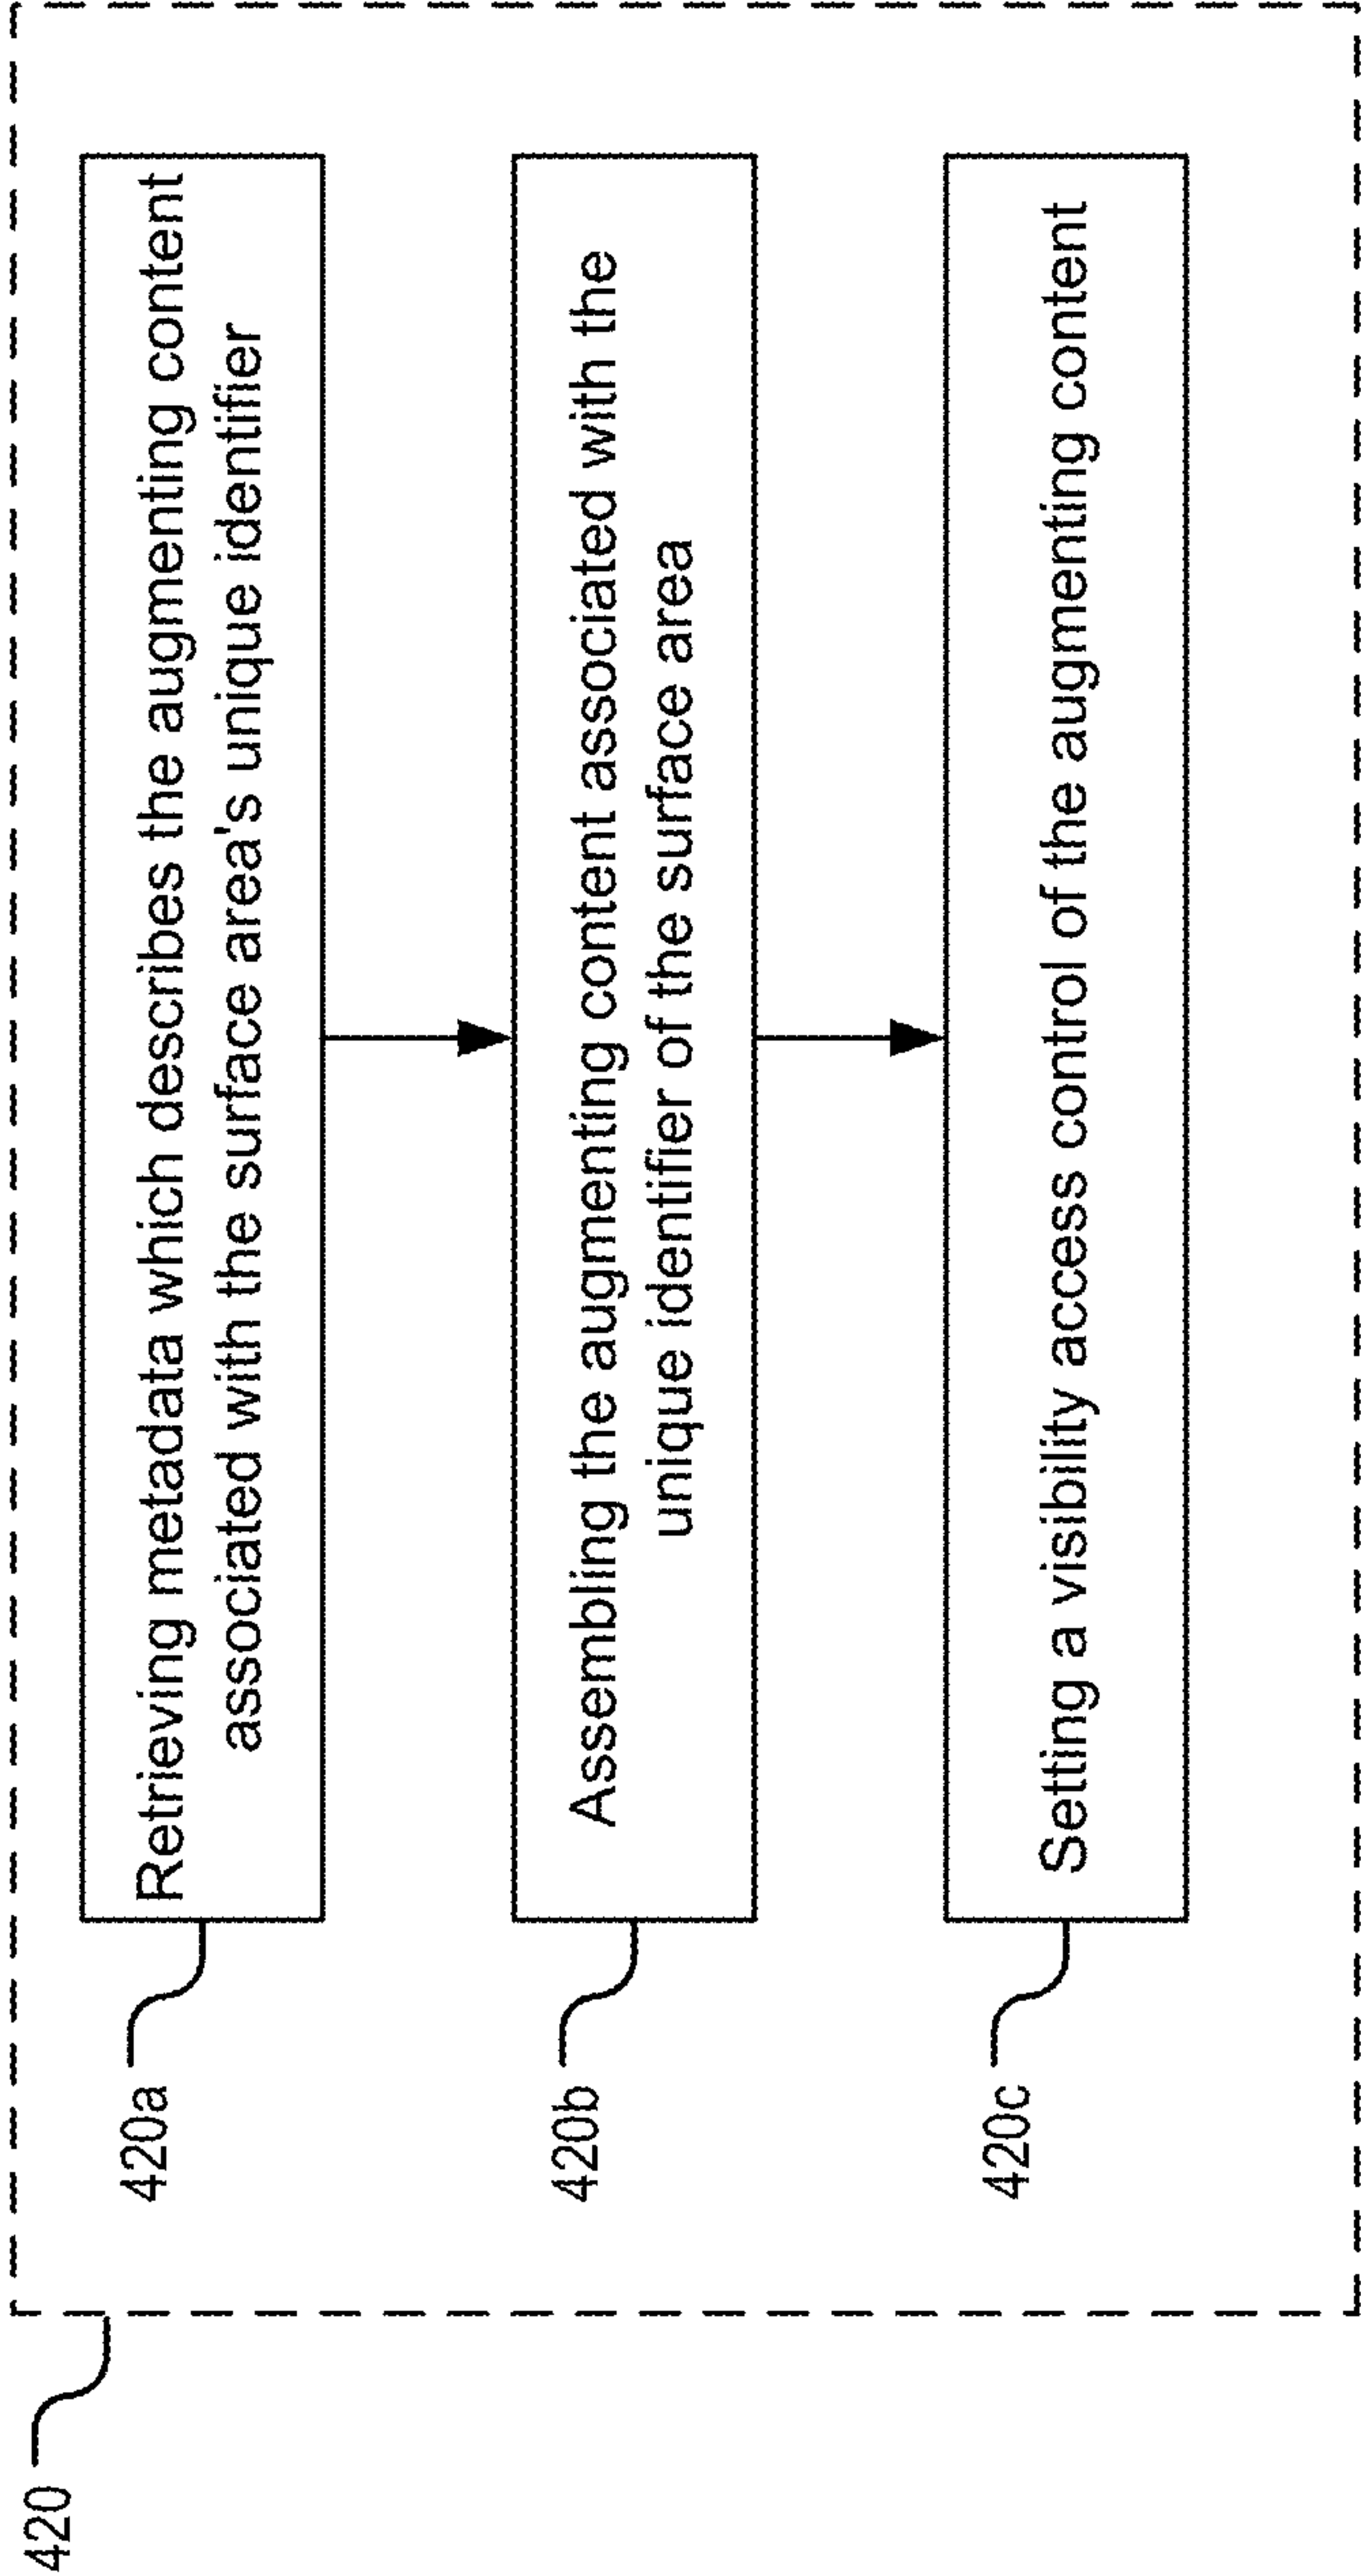 420
420a
Retrieving metadata which describes the augmenting content
associated with the surface area's unique identifier
420b
Assembling the augmenting content associated with the
unique identifier of the surface area
420c
Setting a visibility access control of the augmenting content